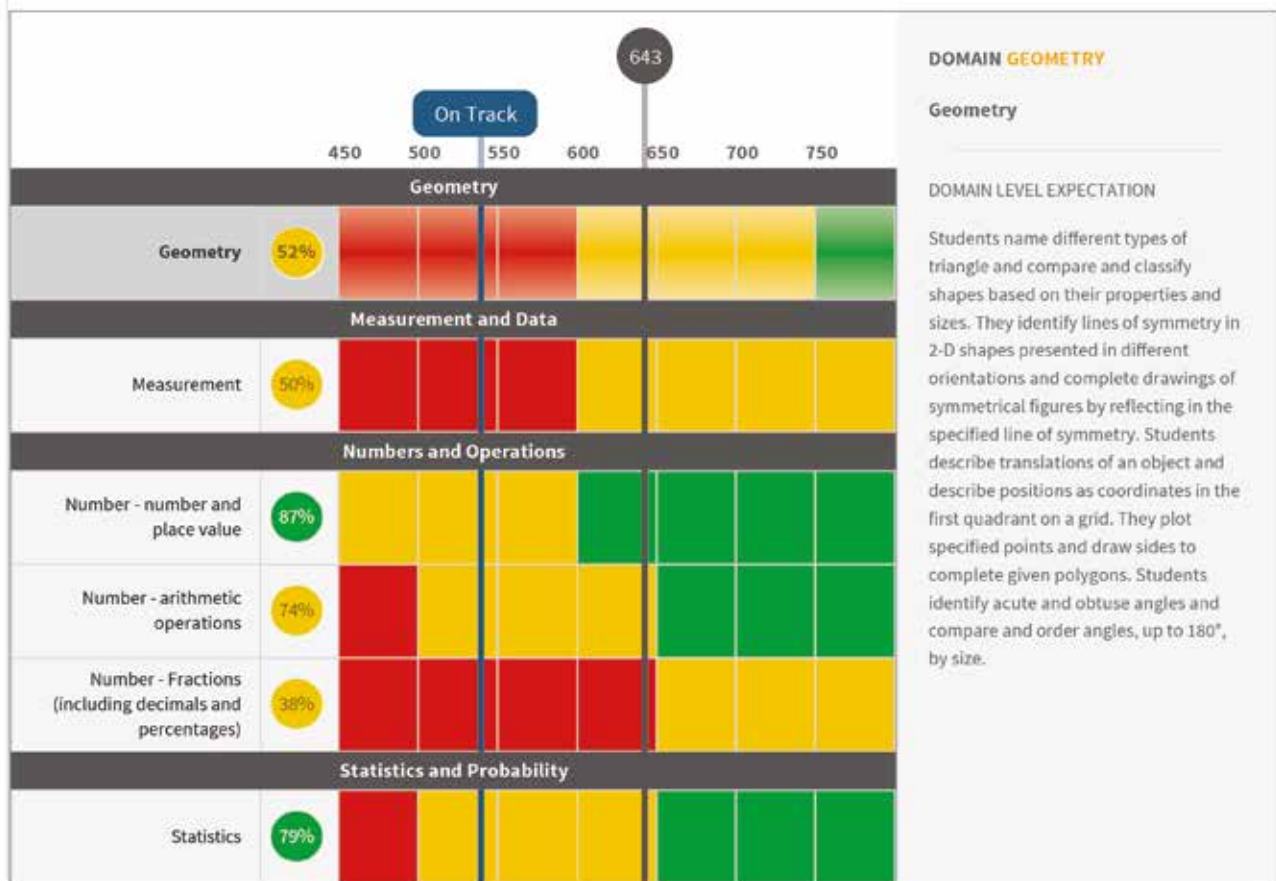 643
On Track
450 500 550 600 650 700 750
Geometry
Geometry 52%
Measurement and Data
Measurement 50%
Numbers and Operations
Number - number and
place value
87%
Number - arithmetic
operations
74%
Number - Fractions
(including decimals and
percentages)
38%
Statistics and Probability
Statistics 79%
DOMAIN GEOMETRY
Geometry
DOMAIN LEVEL EXPECTATION
Students name different types of
triangle and compare and classify
shapes based on their properties and
sizes. They identify lines of symmetry in
2-D shapes presented in different
orientations and complete drawings of
symmetrical figures by reflecting in the
specified line of symmetry. Students
describe translations of an object and
describe positions as coordinates in the
first quadrant on a grid. They plot
specified points and draw sides to
complete given polygons. Students
identify acute and obtuse angles and
compare and order angles, up to 180°,
by size.